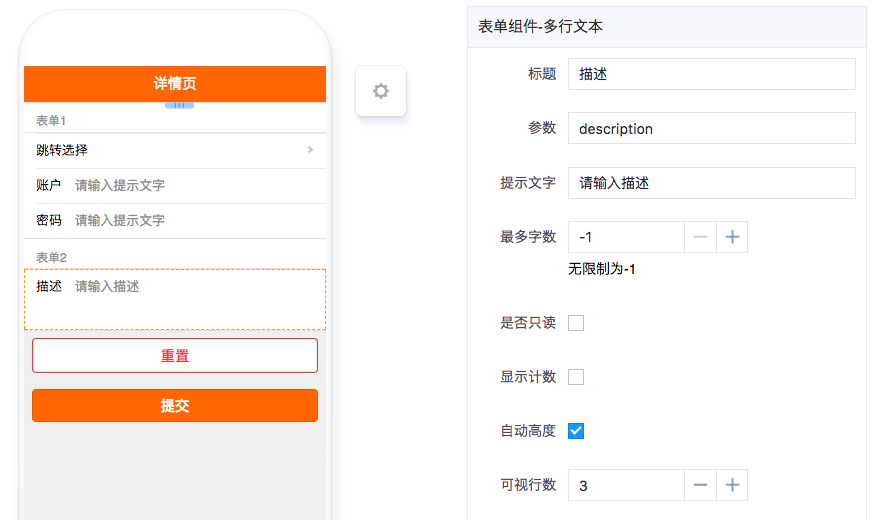 详情页
表单1
跳转选择
账户 请输入提示文字
密码 请输入提示文字
表单2
描述 请输入描述
重置
提交
表单组件-多行文本
标题 描述
参数 description
提示文字 请输入描述
最多字数 -1
无限制为-1
是否只读
显示计数
自动高度
可视行数 3